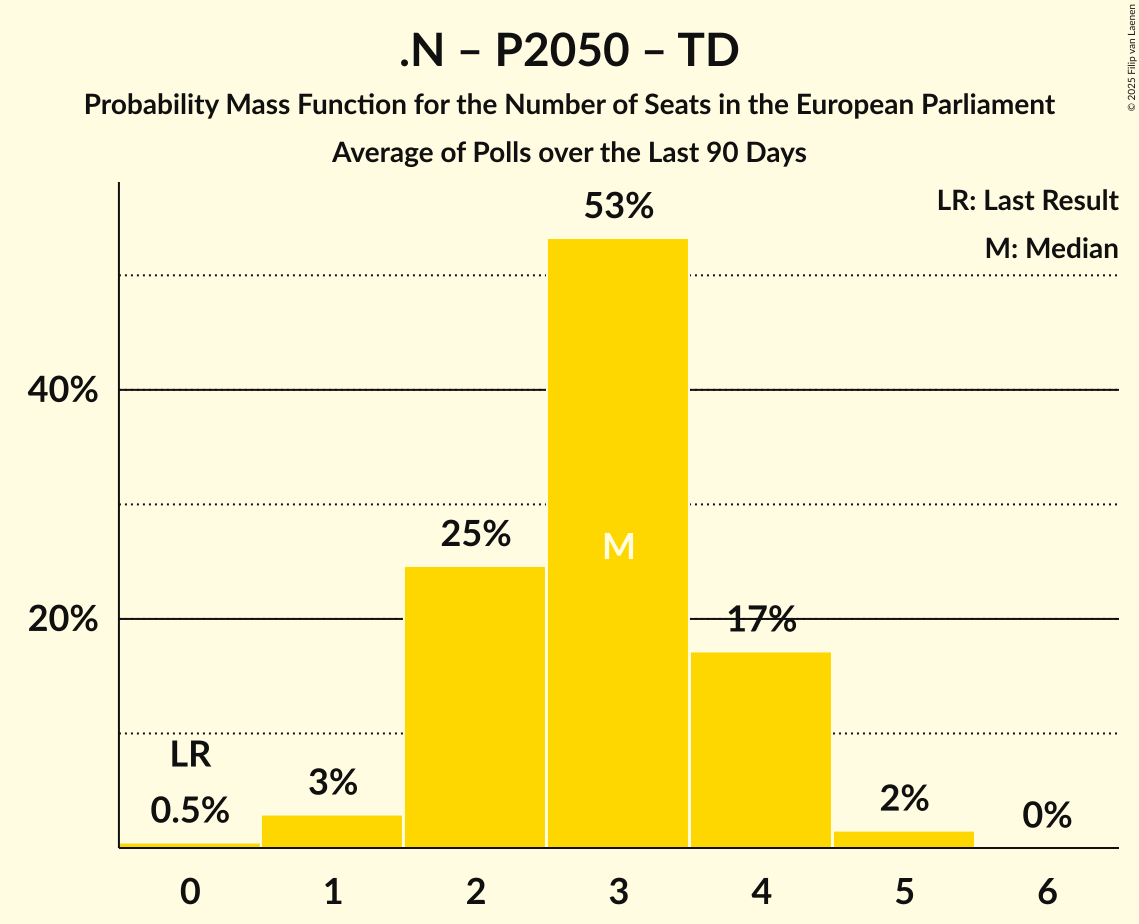 .N – P2050 – TD
Probability Mass Function for the Number of Seats in the European Parliament
Average of Polls over the Last 90 Days
© 2025 Filip van Laenen
LR: Last Result
M: Median
53%
40%
25%
M
20%
17%
LR
0.5%
3%
2%
0%
0 1 2 3 4 5 6